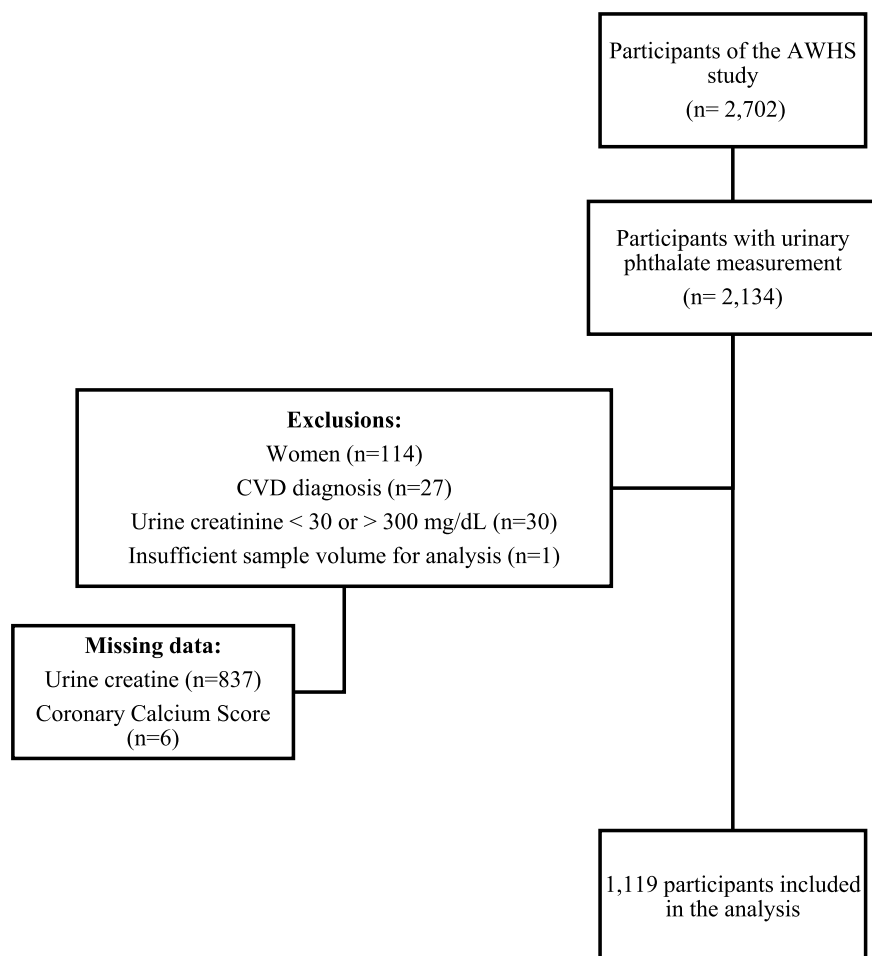 Participants of the AWHS
study
(n= 2,702)
Participants with urinary
phthalate measurement
(n= 2,134)
Exclusions:
Women (n=114)
CVD diagnosis (n=27)
Urine creatinine < 30 or > 300 mg/dL (n=30)
Insufficient sample volume for analysis (n=1)
Missing data:
Urine creatine (n=837)
Coronary Calcium Score
(n=6)
1,119 participants included
in the analysis